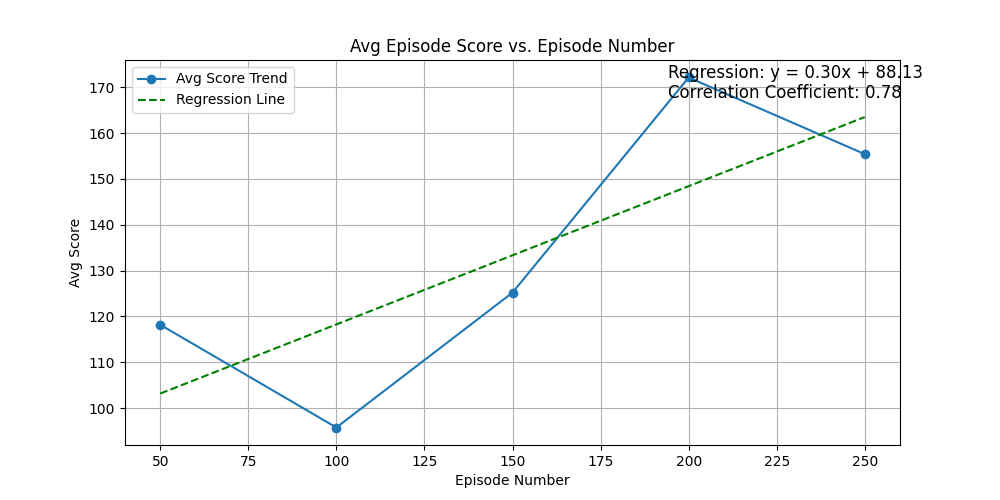 Avg Episode Score vs. Episode Number
Avg Score Trend
Regression Line
Regression: y = 0.30x + 88.13
Correlation Coefficient: 0.78
Avg Score
170
160
150
140
130
120
110
100
50 75 100 125 150 175 200 225 250
Episode Number